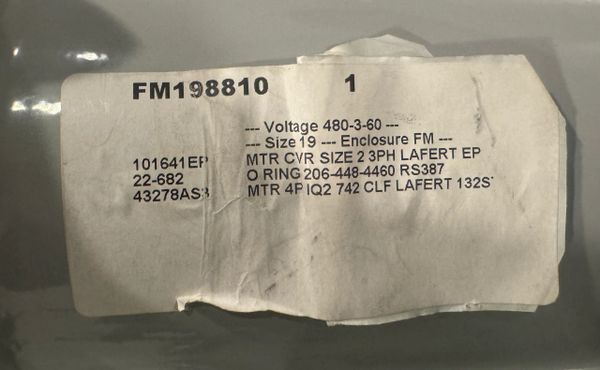 FM198810 1
--- Voltage 480-3-60 ---
--- Size 19 --- Enclosure FM ---
101641EP MTR CVR SIZE 2 3PH LAFERT EP
22-682 O RING 206-448-4460 RS387
MTR 4P IQ2 742 CLF LAFERT